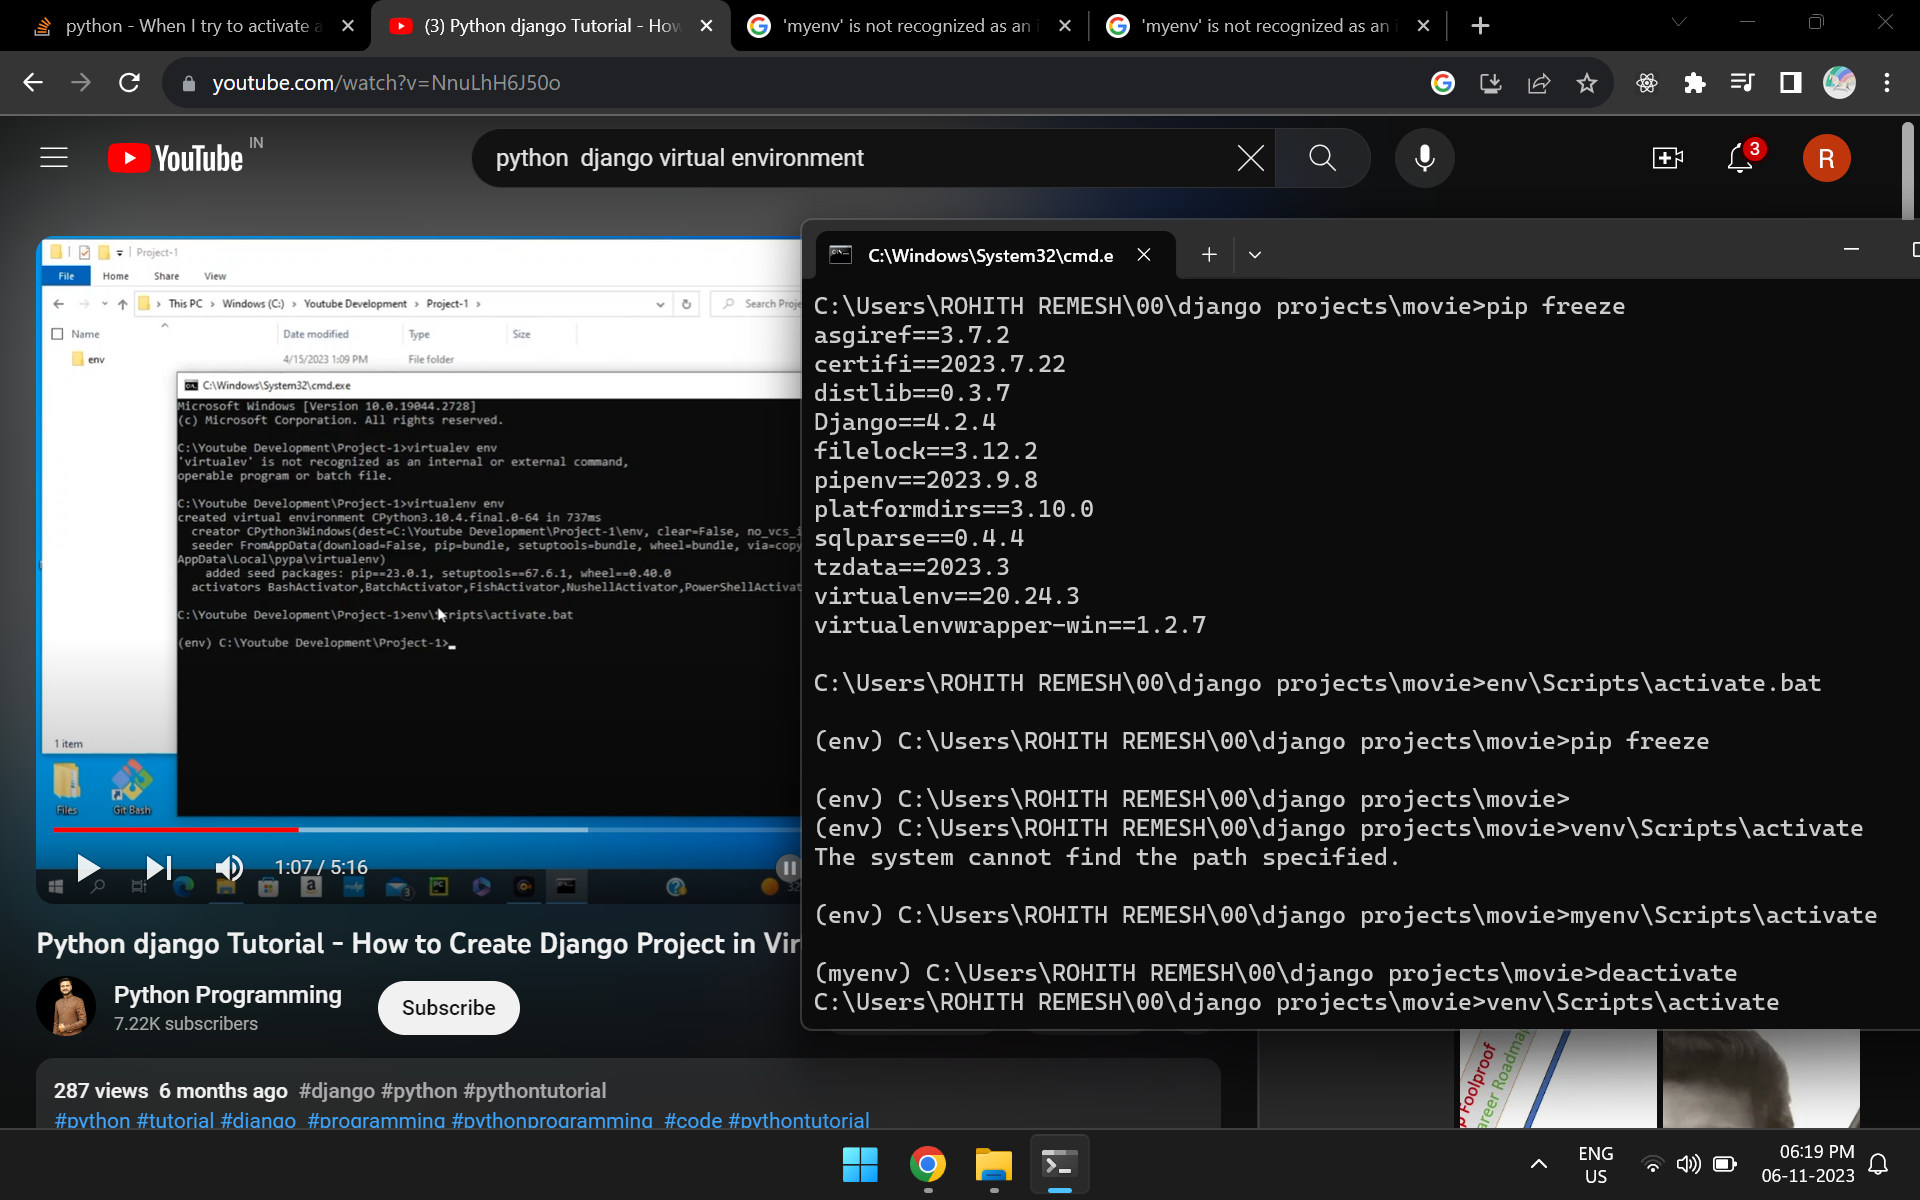 python - When I try to activate a
(3) Python django Tutorial - How
'myenv' is not recognized as an i
'myenv' is not recognized as an i
youtube.com/watch?v=NnuLhH6J50o
YouTube IN
python  django virtual environment
3
R
Project-1
File Home Share View
This PC > Windows (C:) > Youtube Development > Project-1 >
Search Proje
Name Date modified Type Size
env 4/15/2023 1:09 PM File folder
C:\Windows\System32\cmd.exe
Microsoft Windows [Version 10.0.19044.2728]
(c) Microsoft Corporation. All rights reserved.
C:\Youtube Development\Project-1>virtualev env
'virtualev' is not recognized as an internal or external command,
operable program or batch file.
C:\Youtube Development\Project-1>virtualenv env
created virtual environment CPython3.10.4.final.0-64 in 737ms
creator CPython3Windows(dest=C:\Youtube Development\Project-1\env, clear=False, no_vcs_i
seeder FromAppData(download=False, pip=bundle, setuptools=bundle, wheel=bundle, via=copy
AppData\Local\pypa\virtualenv)
added seed packages: pip==23.0.1, setuptools==67.6.1, wheel==0.40.0
activators BashActivator,BatchActivator,FishActivator,NushellActivator,PowerShellActivat
C:\Youtube Development\Project-1>env\Scripts\activate.bat
(env) C:\Youtube Development\Project-1>
1 item
Files Git Bash
1:07 / 5:16
C:\Windows\System32\cmd.e
C:\Users\ROHITH REMESH\00\django projects\movie>pip freeze
asgiref==3.7.2
certifi==2023.7.22
distlib==0.3.7
Django==4.2.4
filelock==3.12.2
pipenv==2023.9.8
platformdirs==3.10.0
sqlparse==0.4.4
tzdata==2023.3
virtualenv==20.24.3
virtualenvwrapper-win==1.2.7
C:\Users\ROHITH REMESH\00\django projects\movie>env\Scripts\activate.bat
(env) C:\Users\ROHITH REMESH\00\django projects\movie>pip freeze
(env) C:\Users\ROHITH REMESH\00\django projects\movie>
(env) C:\Users\ROHITH REMESH\00\django projects\movie>venv\Scripts\activate
The system cannot find the path specified.
(env) C:\Users\ROHITH REMESH\00\django projects\movie>myenv\Scripts\activate
(myenv) C:\Users\ROHITH REMESH\00\django projects\movie>deactivate
C:\Users\ROHITH REMESH\00\django projects\movie>venv\Scripts\activate
Python django Tutorial - How to Create Django Project in Vir
Python Programming
7.22K subscribers
Subscribe
287 views  6 months ago  #django #python #pythontutorial
#python #tutorial #django  #programming #pythonprogramming  #code #pythontutorial
Foolproof
areer Roadma
ENG
US
06:19 PM
06-11-2023